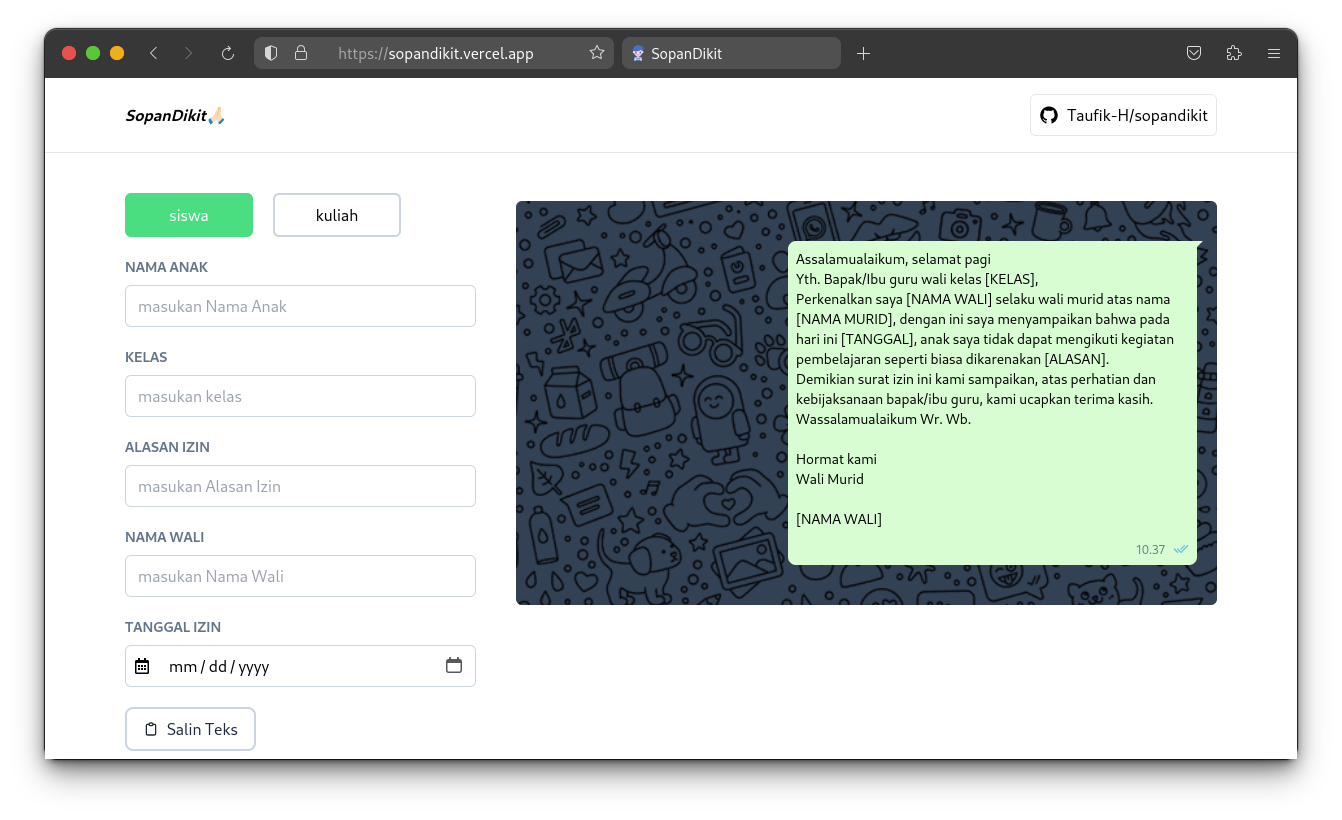 https://sopandikit.vercel.app
SopanDikit
SopanDikit🙏🏻
Taufik-H/sopandikit
siswa
kuliah
NAMA ANAK
masukan Nama Anak
KELAS
masukan kelas
ALASAN IZIN
masukan Alasan Izin
NAMA WALI
masukan Nama Wali
TANGGAL IZIN
mm / dd / yyyy
Salin Teks
Assalamualaikum, selamat pagi
Yth. Bapak/Ibu guru wali kelas [KELAS],
Perkenalkan saya [NAMA WALI] selaku wali murid atas nama
[NAMA MURID], dengan ini saya menyampaikan bahwa pada
hari ini [TANGGAL], anak saya tidak dapat mengikuti kegiatan
pembelajaran seperti biasa dikarenakan [ALASAN].
Demikian surat izin ini kami sampaikan, atas perhatian dan
kebijaksanaan bapak/ibu guru, kami ucapkan terima kasih.
Wassalamualaikum Wr. Wb.
Hormat kami
Wali Murid
[NAMA WALI]
10.37